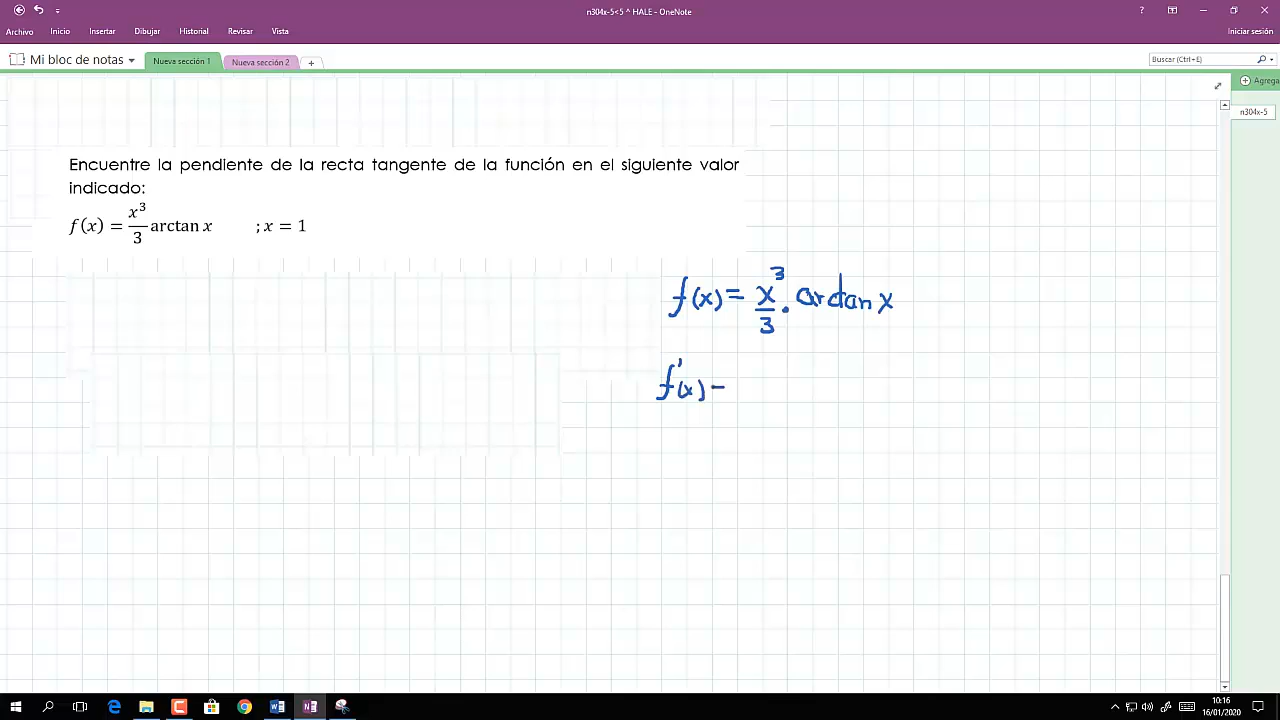 n304x-5<5 ^ HALE - OneNote
?
Archivo Inicio Insertar Dibujar Historial Revisar Vista Iniciar sesión
Mi bloc de notas Nueva sección 1 Nueva sección 2 + Buscar (Ctrl+E)
Agrega
n304x-5
Encuentre la pendiente de la recta tangente de la función en el siguiente valor
indicado:
f(x) = x³/3 arctan x ; x = 1
f(x) = x³/3 . arctan x
f'(x) -
10:16
16/01/2020